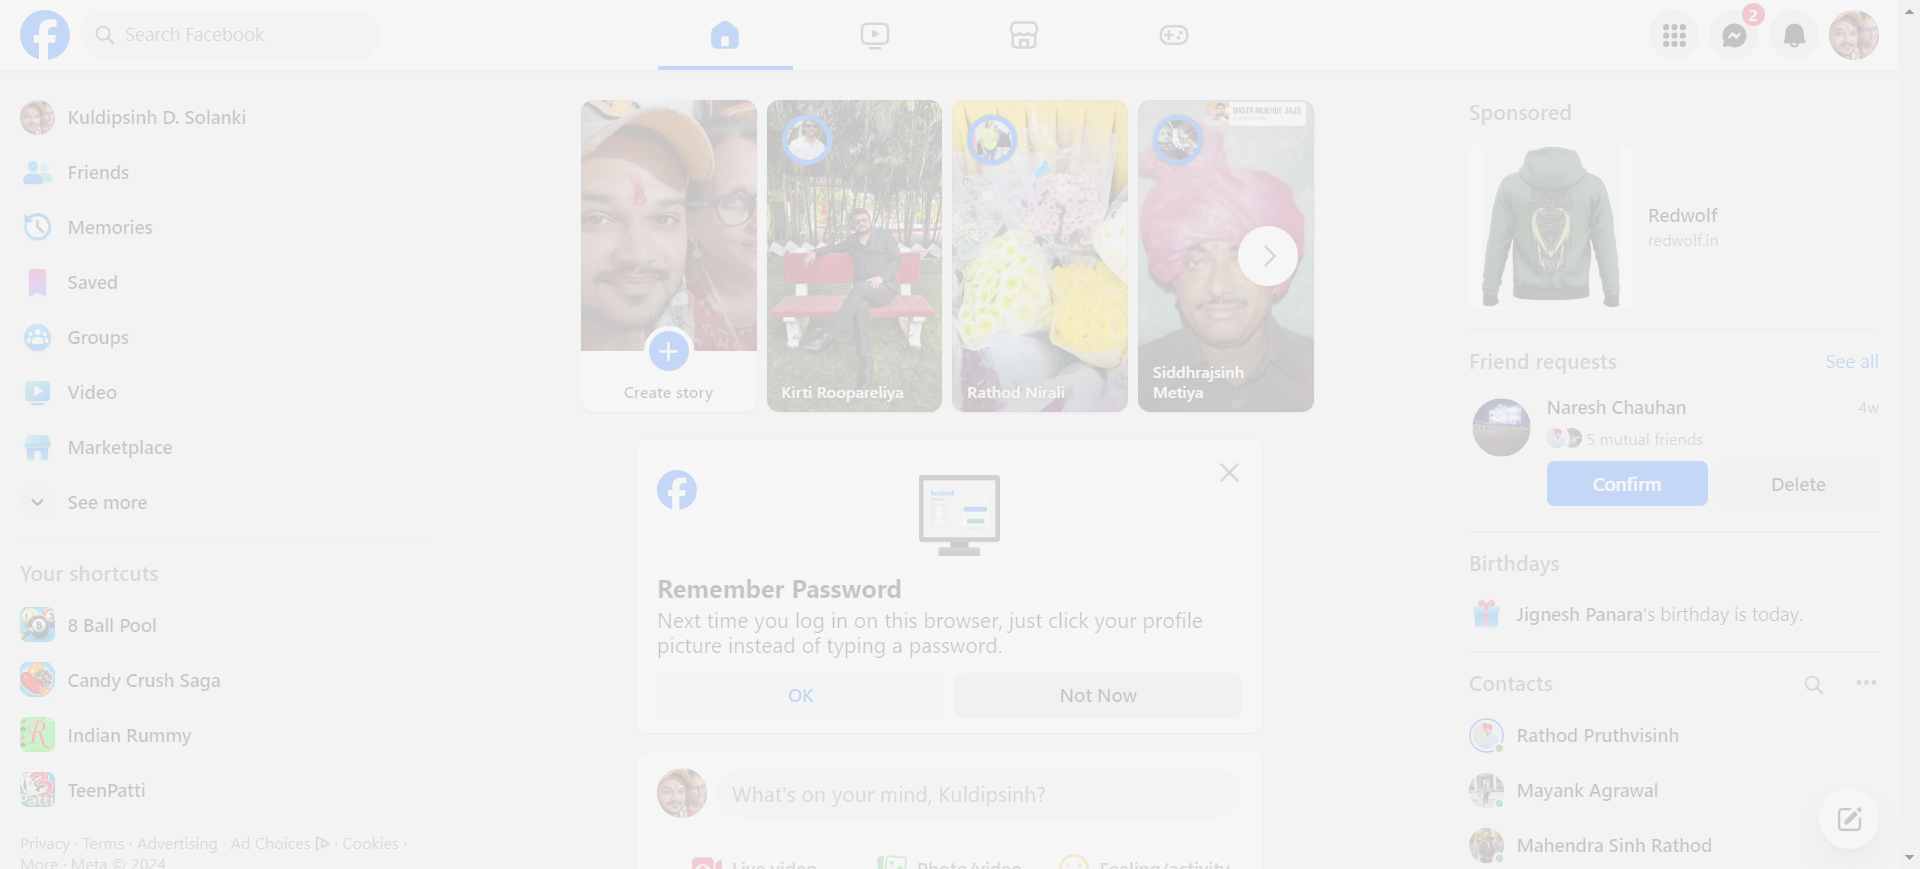 Search Facebook
2
Kuldipsinh D. Solanki
Friends
Memories
Saved
Groups
Video
Marketplace
See more
Your shortcuts
8 Ball Pool
Candy Crush Saga
Indian Rummy
TeenPatti
Privacy · Terms · Advertising · Ad Choices · Cookies ·
More · Meta © 2024
HASTA MUKHDE JAJO
Create story
Kirti Roopareliya
Rathod Nirali
Siddhrajsinh
Metiya
facebook
Remember Password
Next time you log in on this browser, just click your profile
picture instead of typing a password.
OK
Not Now
What's on your mind, Kuldipsinh?
Live video
Photo/video
Feeling/activity
Sponsored
Redwolf
redwolf.in
Friend requests
See all
Naresh Chauhan
4w
5 mutual friends
Confirm
Delete
Birthdays
Jignesh Panara's birthday is today.
Contacts
Rathod Pruthvisinh
Mayank Agrawal
Mahendra Sinh Rathod